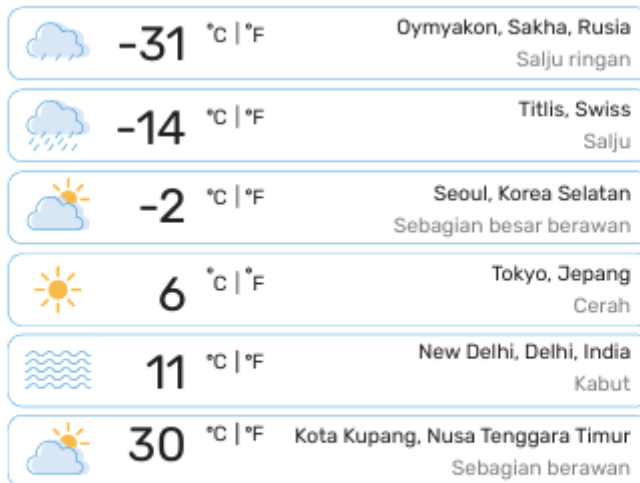 -31 °C | °F Oymyakon, Sakha, Rusia
Salju ringan
-14 °C | °F Titlis, Swiss
Salju
-2 °C | °F Seoul, Korea Selatan
Sebagian besar berawan
6 °C | °F Tokyo, Jepang
Cerah
11 °C | °F New Delhi, Delhi, India
Kabut
30 °C | °F Kota Kupang, Nusa Tenggara Timur
Sebagian berawan